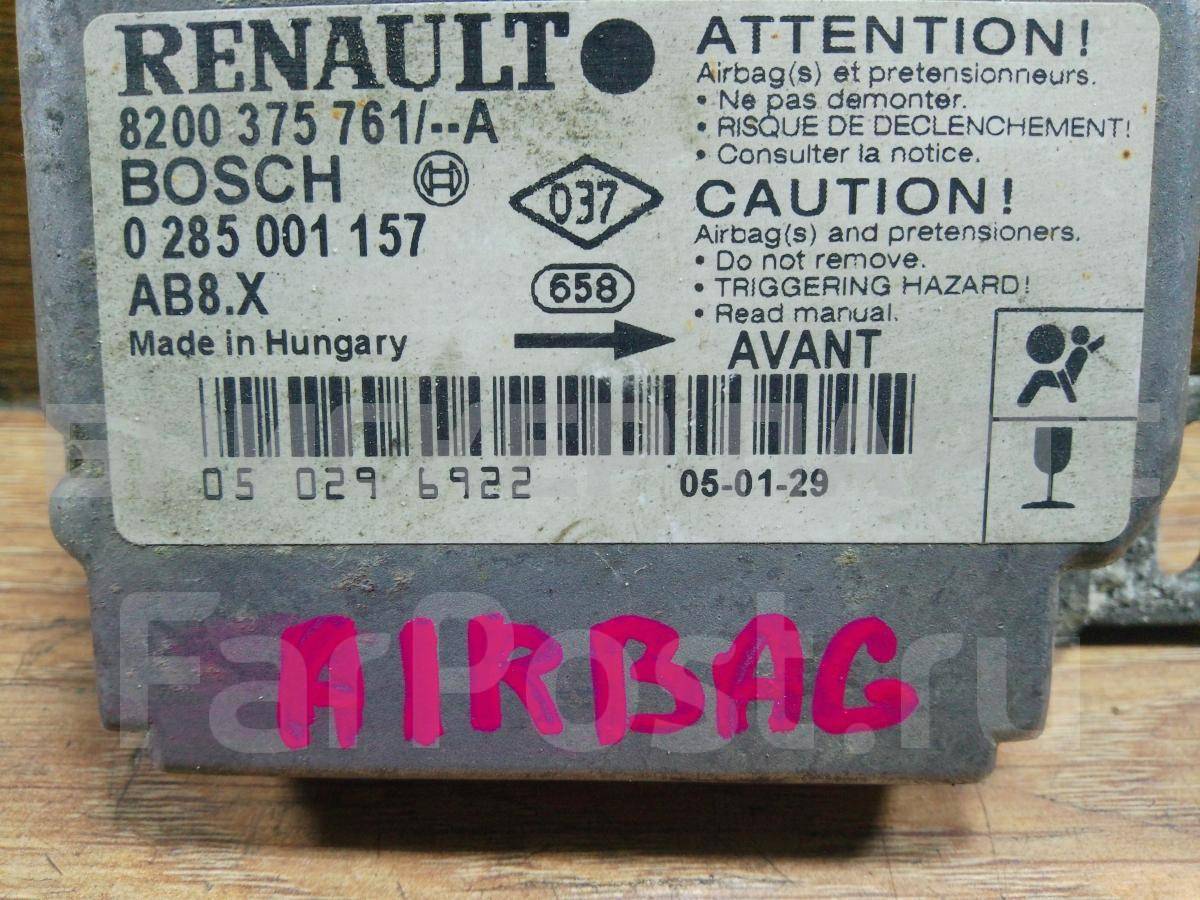 RENAULT
8200 375 761/--A
BOSCH
0 285 001 157
AB8.X
Made in Hungary
037
658
ATTENTION!
Airbag(s) et pretensionneurs.
• Ne pas demonter.
• RISQUE DE DECLENCHEMENT!
• Consulter la notice.
CAUTION!
Airbag(s) and pretensioners.
• Do not remove.
• TRIGGERING HAZARD!
• Read manual.
AVANT
05 029 6922
05-01-29
AIRBAG
FarPost.ru